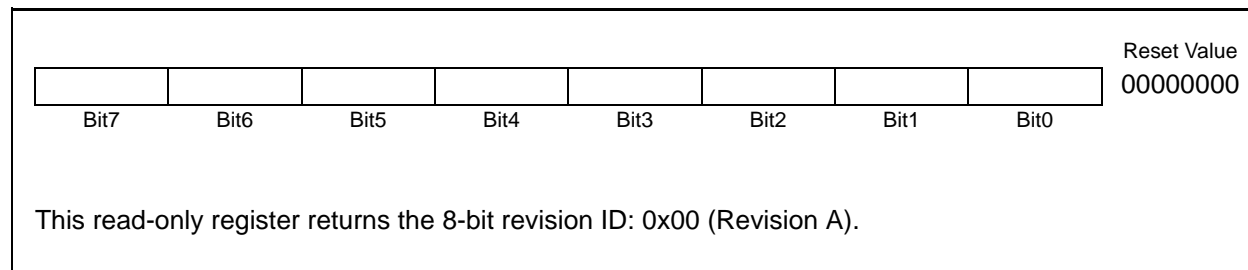 Reset Value
00000000
Bit7 Bit6 Bit5 Bit4 Bit3 Bit2 Bit1 Bit0
This read-only register returns the 8-bit revision ID: 0x00 (Revision A).